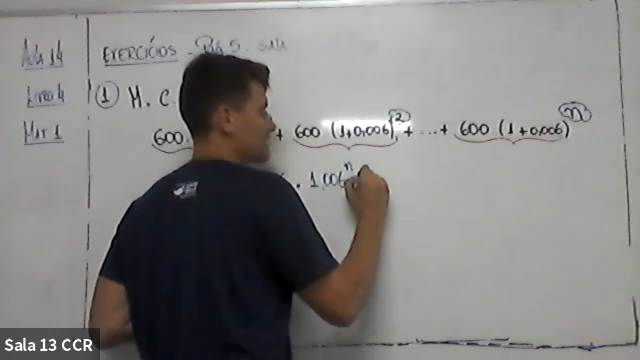 Aula 14
Livro 4
Mat 1
EXERCÍCIOS - Pág 5. sala
1 M. C.
600. + 600 (1+0,006)² + ... + 600 (1+0,006)ⁿ
. 1,006ⁿ
Sala 13 CCR